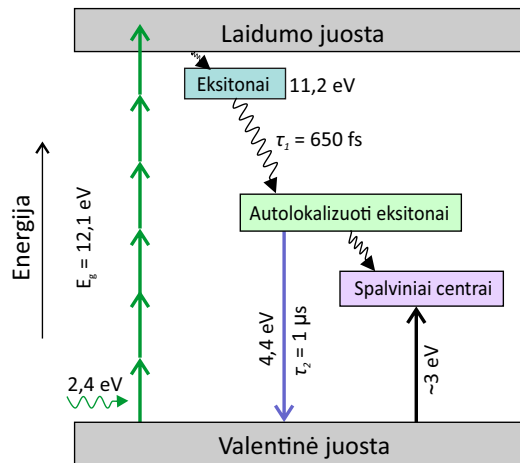 Laidumo juosta
Eksitonai
11,2 eV
τ₁ = 650 fs
Energija
E_g = 12,1 eV
Autolokalizuoti eksitonai
Spalviniai centrai
4,4 eV
τ₂ = 1 µs
~3 eV
2,4 eV
Valentinė juosta